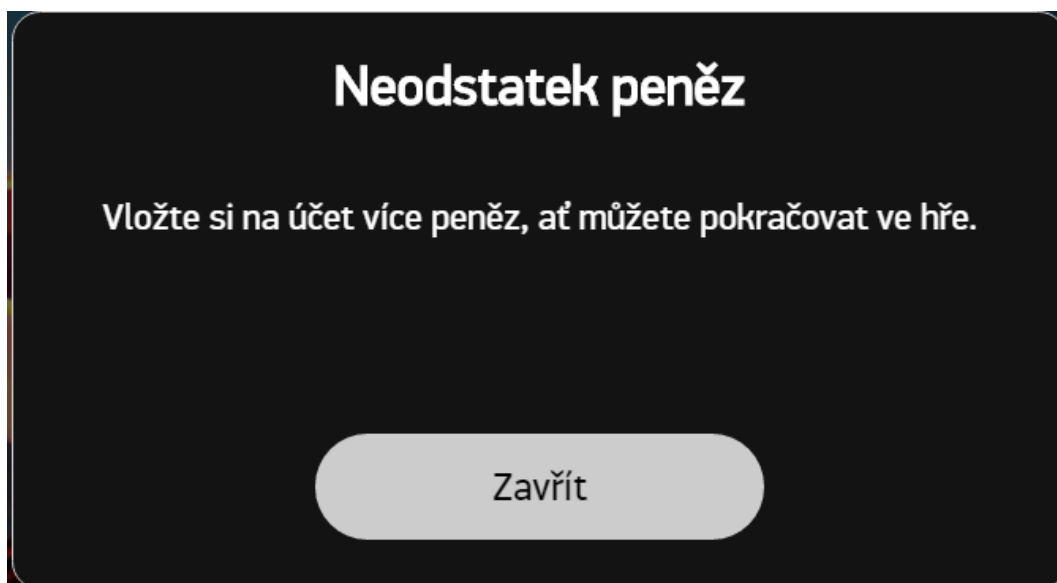 Neodstatek peněz
Vložte si na účet více peněz, ať můžete pokračovat ve hře.
Zavřít